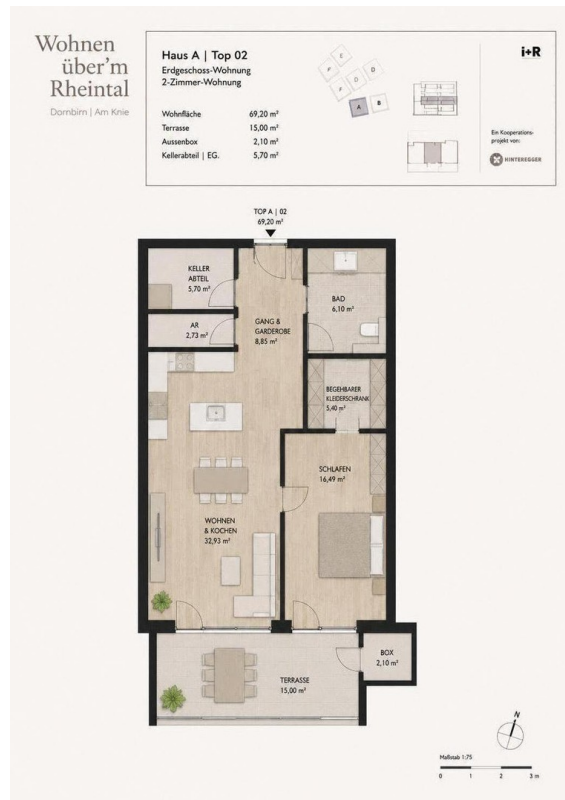 Wohnen
über'm
Rheintal
Dornbirn | Am Knie
Haus A | Top 02
Erdgeschoss-Wohnung
2-Zimmer-Wohnung
Wohnfläche 69,20 m²
Terrasse 15,00 m²
Aussenbox 2,10 m²
Kellerabteil | EG. 5,70 m²
E
F
D
C
A
B
i+R
Ein Kooperations-
projekt von:
HINTEREGGER
TOP A | 02
69,20 m²
KELLER
ABTEIL
5,70 m²
AR
2,73 m²
GANG &
GARDEROBE
8,85 m²
BAD
6,10 m²
BEGEHBARER
KLEIDERSCHRANK
5,40 m²
SCHLAFEN
16,49 m²
WOHNEN
& KOCHEN
32,93 m²
TERRASSE
15,00 m²
BOX
2,10 m²
N
Maßstab 1:75
0 1 2 3 m